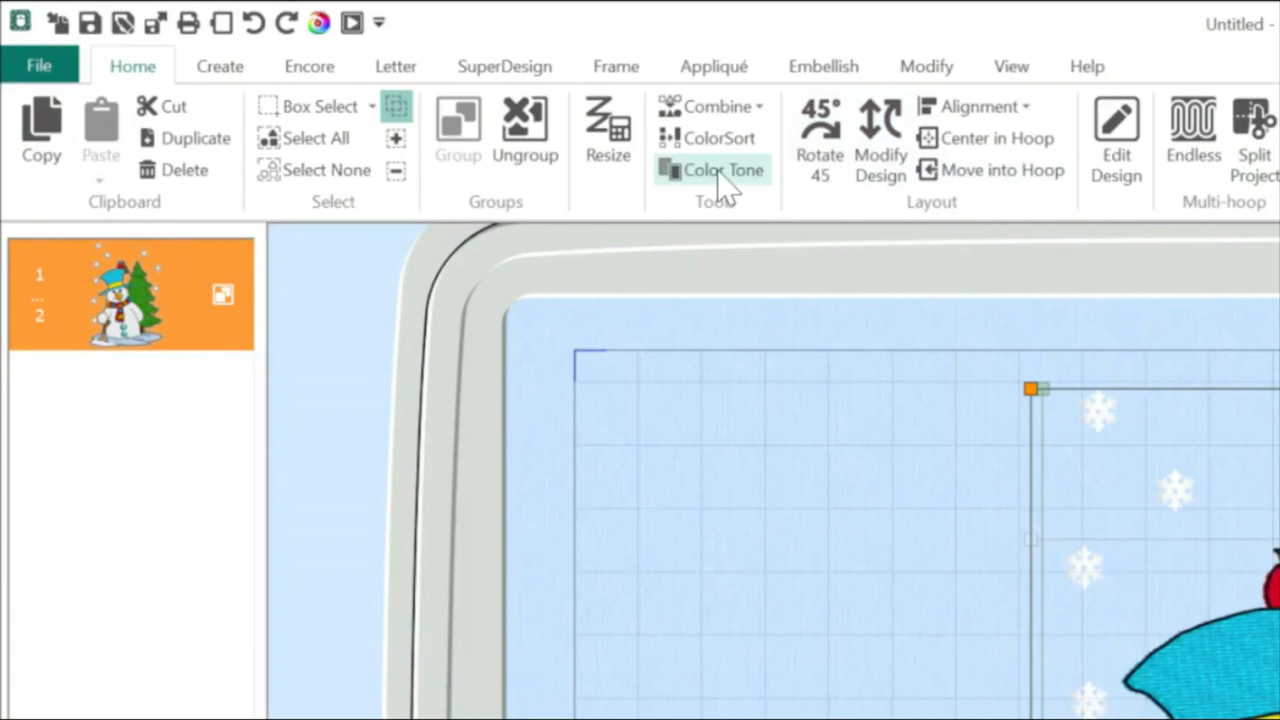 Untitled -
File Home Create Encore Letter SuperDesign Frame Appliqué Embellish Modify View Help
Copy
Paste
Cut
Duplicate
Delete
Clipboard
Box Select
Select All
Select None
Select
Group
Ungroup
Groups
Resize
Combine
ColorSort
Color Tone
Tools
45°
Rotate
45
Modify
Design
Alignment
Center in Hoop
Move into Hoop
Layout
Edit
Design
Endless
Split
Project
Multi-hoop
1
...
2